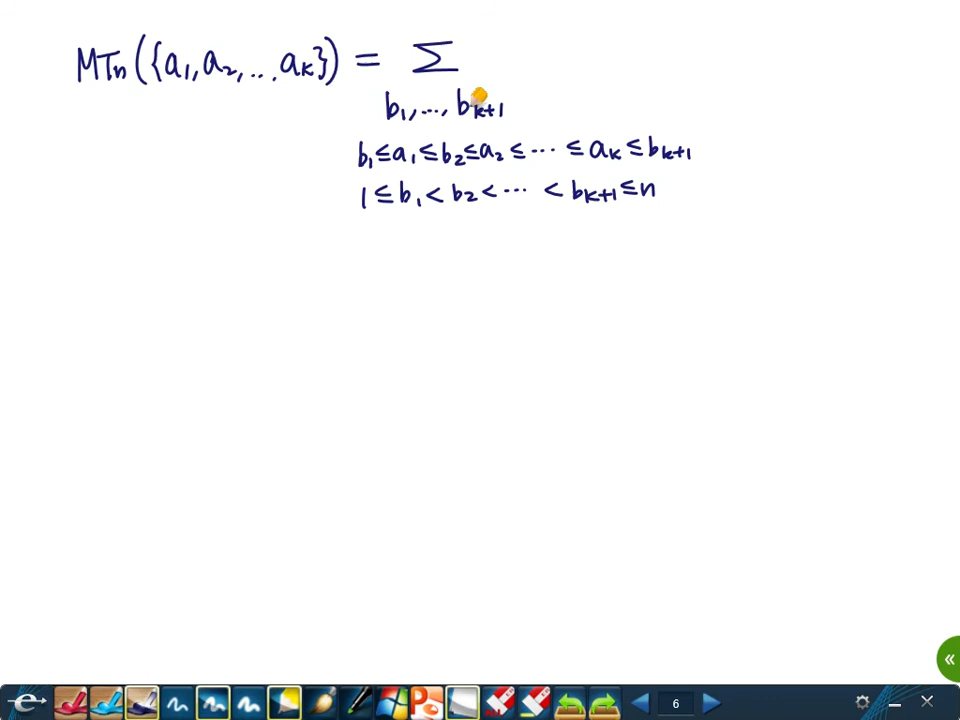 MTn({a1, a2, ... ak}) = Σ
b1, ..., bk+1
b1 ≤ a1 ≤ b2 ≤ a2 ≤ ... ≤ ak ≤ bk+1
1 ≤ b1 < b2 < ... < bk+1 ≤ n
6